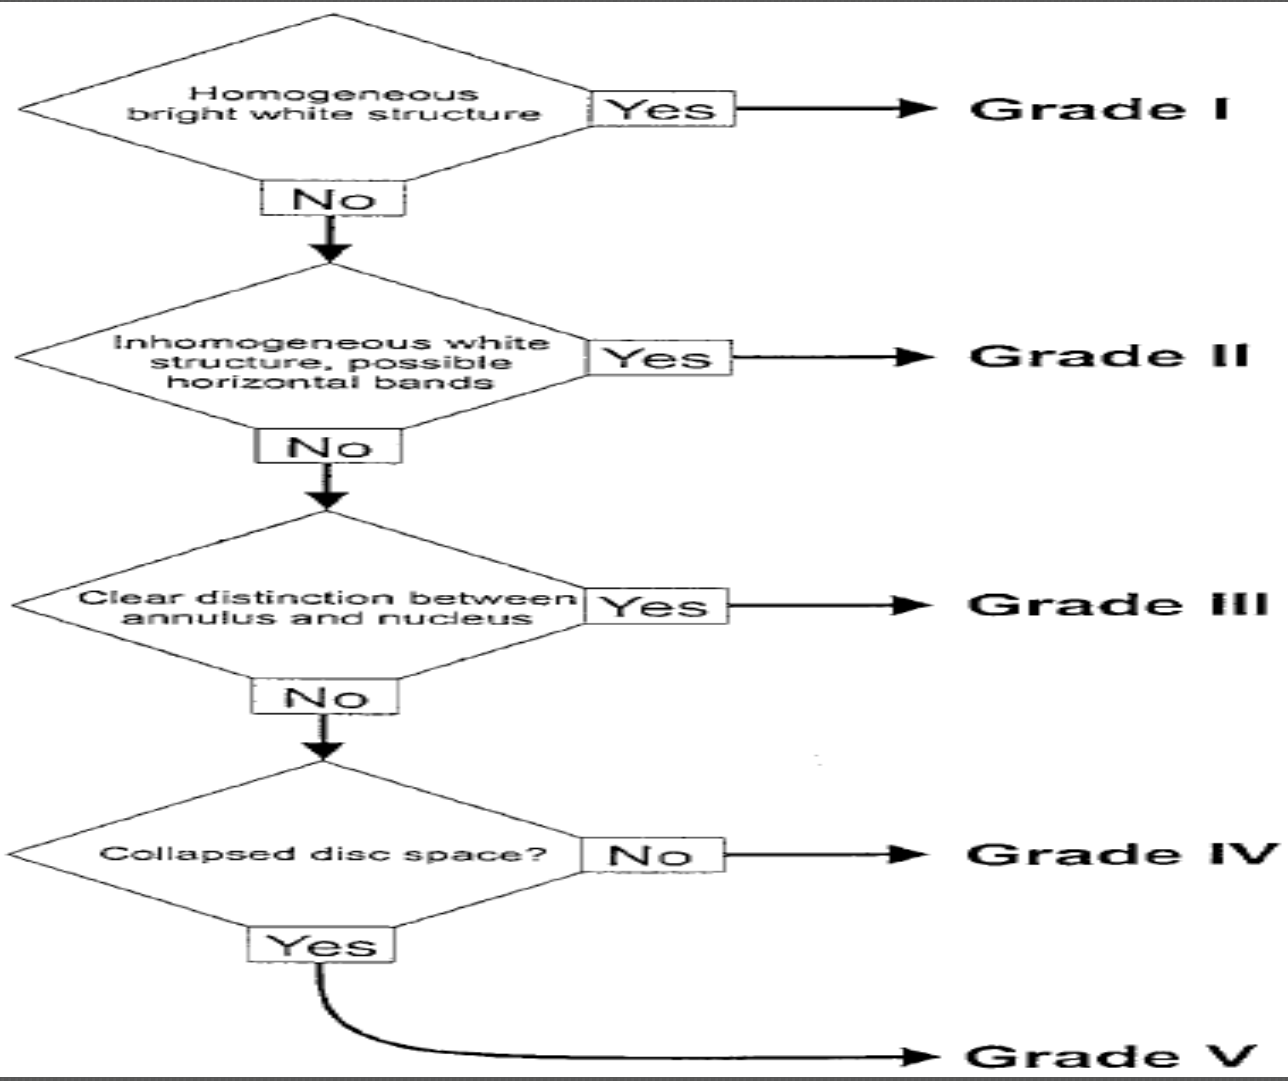 Homogeneous
bright white structure
Yes
Grade I
No
Inhomogeneous white
structure, possible
horizontal bands
Yes
Grade II
No
Clear distinction between
annulus and nucleus
Yes
Grade III
No
Collapsed disc space?
No
Grade IV
Yes
Grade V